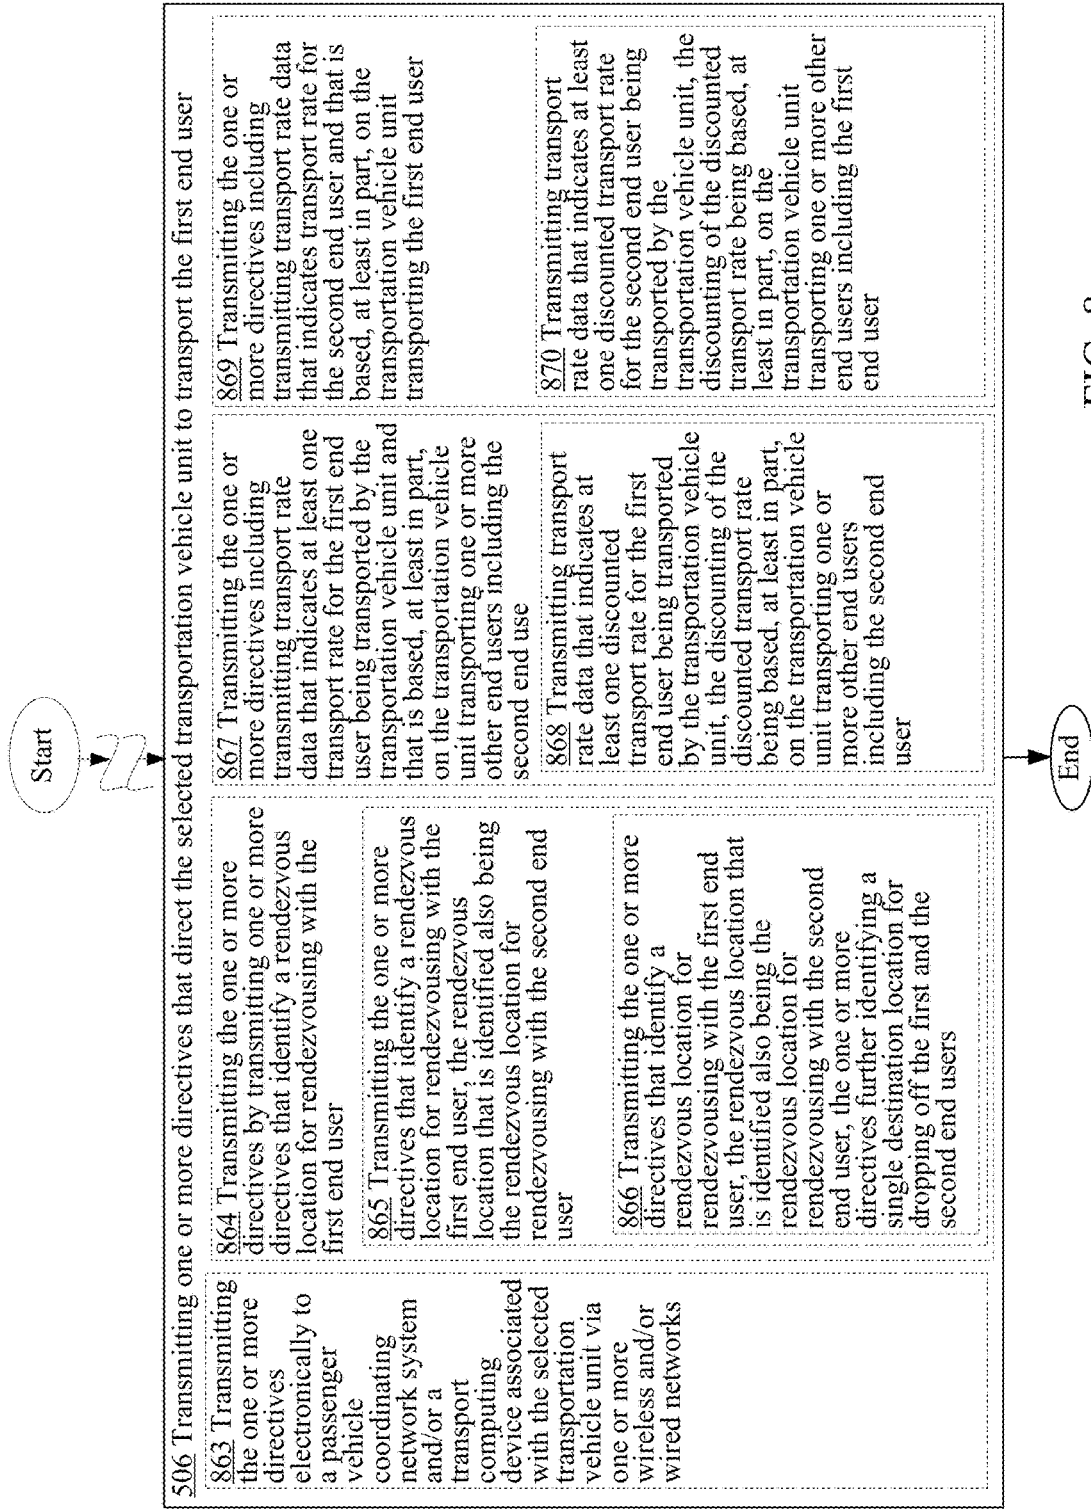 Start
506 Transmitting one or more directives that direct the selected transportation vehicle unit to transport the first end user
863 Transmitting
the one or more
directives
electronically to
a passenger
vehicle
coordinating
network system
and/or a
transport
computing
device associated
with the selected
transportation
vehicle unit via
one or more
wireless and/or
wired networks
864 Transmitting the one or more
directives by transmitting one or more
directives that identify a rendezvous
location for rendezvousing with the
first end user
865 Transmitting the one or more
directives that identify a rendezvous
location for rendezvousing with the
first end user, the rendezvous
location that is identified also being
the rendezvous location for
rendezvousing with the second end
user
866 Transmitting the one or more
directives that identify a
rendezvous location for
rendezvousing with the first end
user, the rendezvous location that
is identified also being the
rendezvous location for
rendezvousing with the second
end user, the one or more
directives further identifying a
single destination location for
dropping off the first and the
second end users
867 Transmitting the one or
more directives including
transmitting transport rate
data that indicates at least one
transport rate for the first end
user being transported by the
transportation vehicle unit and
that is based, at least in part,
on the transportation vehicle
unit transporting one or more
other end users including the
second end use
868 Transmitting transport
rate data that indicates at
least one discounted
transport rate for the first
end user being transported
by the transportation vehicle
unit, the discounting of the
discounted transport rate
being based, at least in part,
on the transportation vehicle
unit transporting one or
more other end users
including the second end
user
869 Transmitting the one or
more directives including
transmitting transport rate data
that indicates transport rate for
the second end user and that is
based, at least in part, on the
transportation vehicle unit
transporting the first end user
870 Transmitting transport
rate data that indicates at least
one discounted transport rate
for the second end user being
transported by the
transportation vehicle unit, the
discounting of the discounted
transport rate being based, at
least in part, on the
transportation vehicle unit
transporting one or more other
end users including the first
end user
End